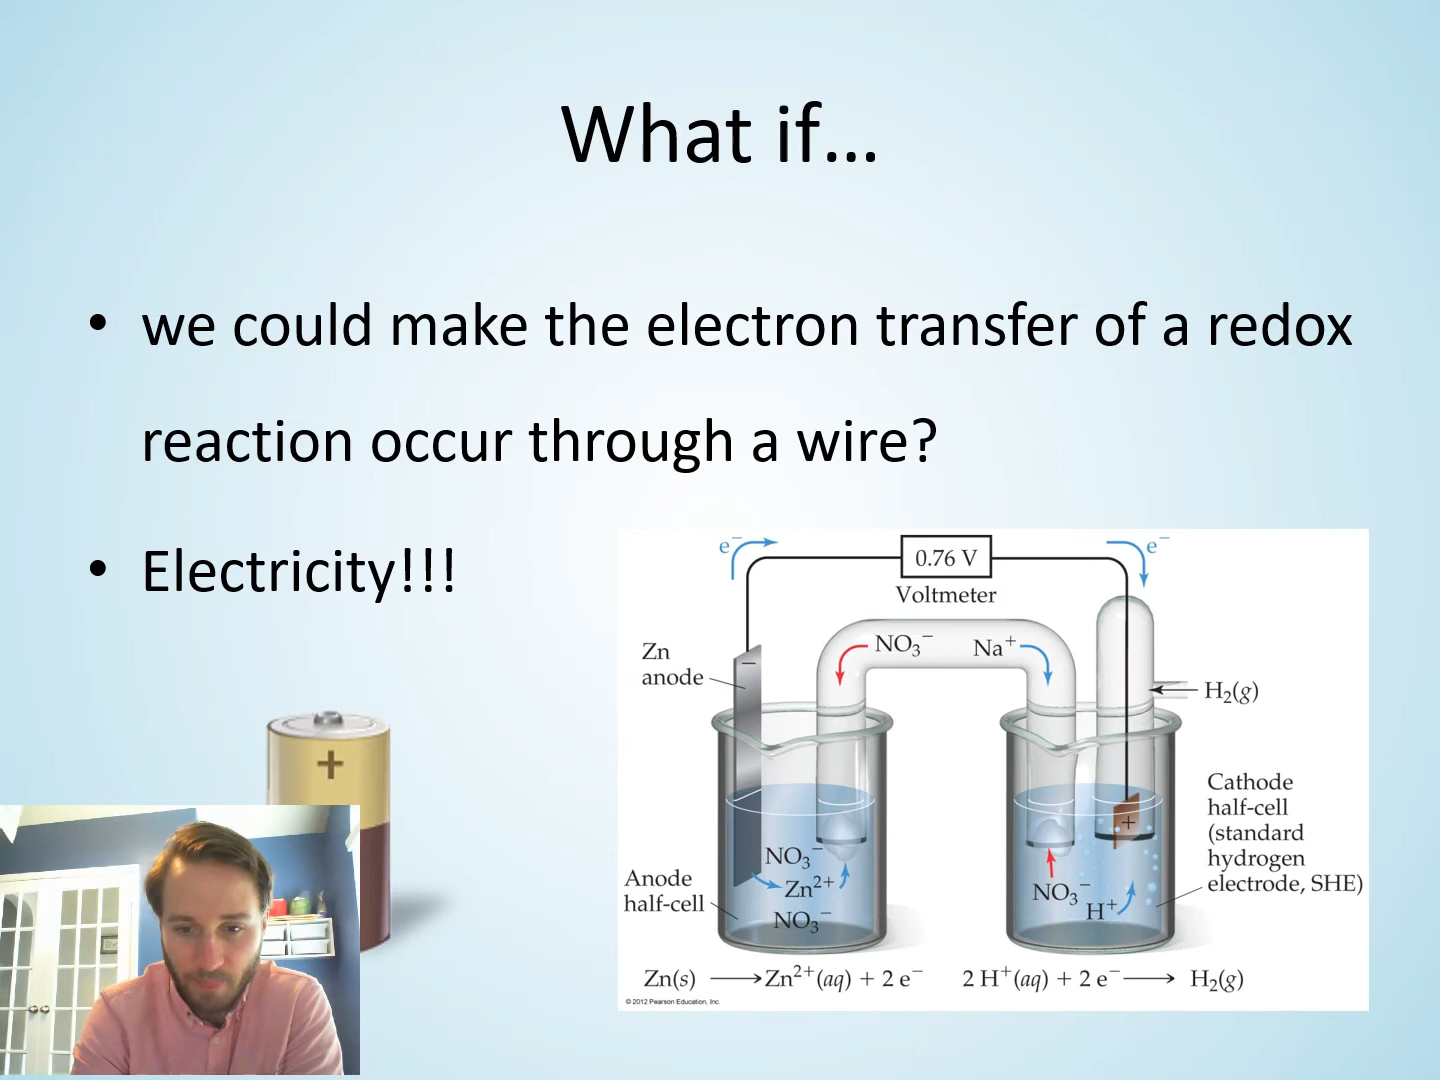 What if…
• we could make the electron transfer of a redox
reaction occur through a wire?
• Electricity!!!
+
e⁻
0.76 V
e⁻
Voltmeter
NO₃⁻
Na⁺
Zn
anode
−
H₂(g)
Cathode
half-cell
(standard
hydrogen
electrode, SHE)
+
Anode
half-cell
NO₃⁻
Zn²⁺
NO₃⁻
NO₃⁻
H⁺
Zn(s) ⟶ Zn²⁺(aq) + 2 e⁻
2 H⁺(aq) + 2 e⁻ ⟶ H₂(g)
© 2012 Pearson Education, Inc.